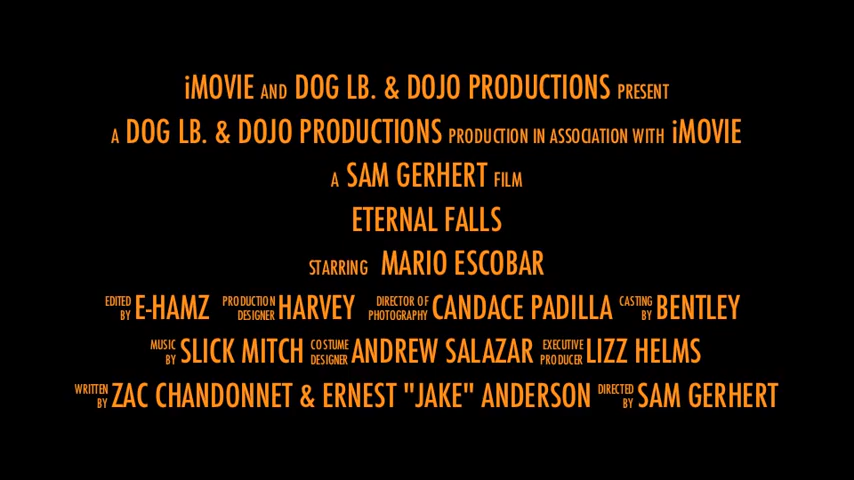 iMOVIE AND DOG LB. & DOJO PRODUCTIONS PRESENT
A DOG LB. & DOJO PRODUCTIONS PRODUCTION IN ASSOCIATION WITH iMOVIE
A SAM GERHERT FILM
ETERNAL FALLS
STARRING MARIO ESCOBAR
EDITED BY E-HAMZ PRODUCTION DESIGNER HARVEY DIRECTOR OF PHOTOGRAPHY CANDACE PADILLA CASTING BY BENTLEY
MUSIC BY SLICK MITCH COSTUME DESIGNER ANDREW SALAZAR EXECUTIVE PRODUCER LIZZ HELMS
WRITTEN BY ZAC CHANDONNET & ERNEST "JAKE" ANDERSON DIRECTED BY SAM GERHERT